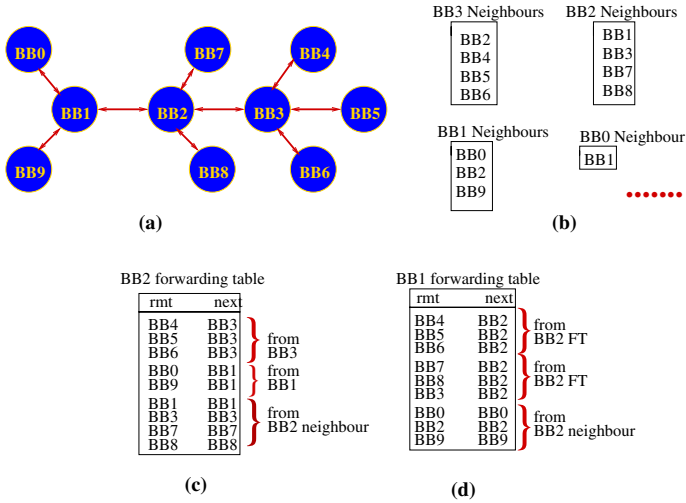 BB0
BB7
BB4
BB1
BB2
BB3
BB5
BB9
BB8
BB6
(a)
BB3 Neighbours
BB2
BB4
BB5
BB6
BB2 Neighbours
BB1
BB3
BB7
BB8
BB1 Neighbours
BB0
BB2
BB9
BB0 Neighbour
BB1
(b)
BB2 forwarding table
rmt next
BB4 BB3
BB5 BB3
BB6 BB3
from
BB3
BB0 BB1
BB9 BB1
from
BB1
BB1 BB1
BB3 BB3
BB7 BB7
BB8 BB8
from
BB2 neighbour
(c)
BB1 forwarding table
rmt next
BB4 BB2
BB5 BB2
BB6 BB2
from
BB2 FT
BB7 BB2
BB8 BB2
BB3 BB2
from
BB2 FT
BB0 BB0
BB2 BB2
BB9 BB9
from
BB2 neighbour
(d)